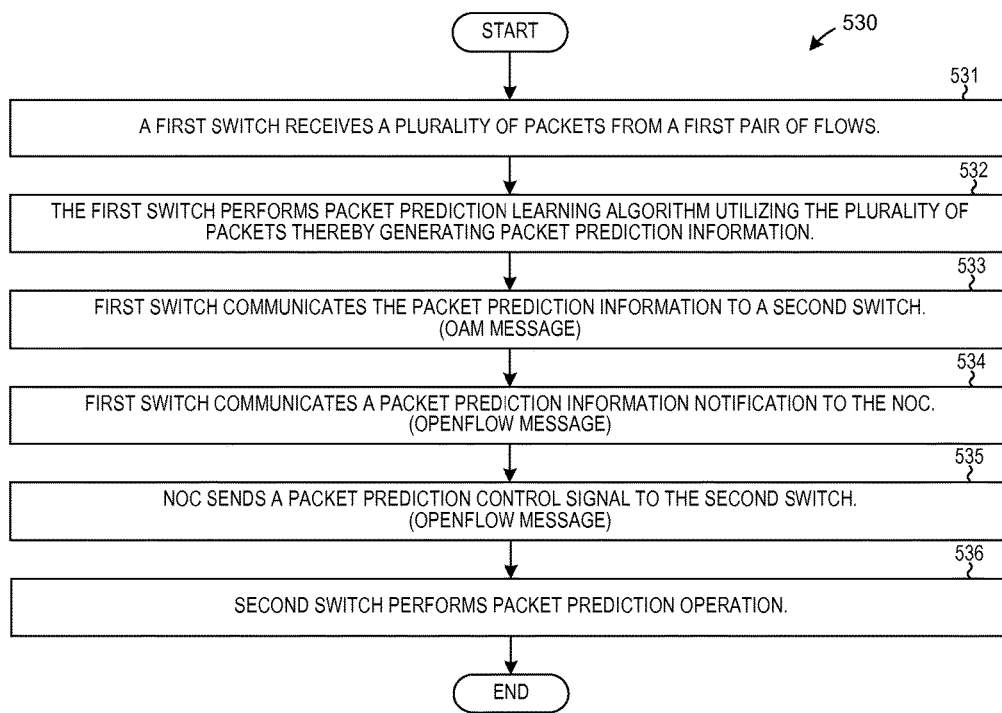 START
530
531
A FIRST SWITCH RECEIVES A PLURALITY OF PACKETS FROM A FIRST PAIR OF FLOWS.
532
THE FIRST SWITCH PERFORMS PACKET PREDICTION LEARNING ALGORITHM UTILIZING THE PLURALITY OF
PACKETS THEREBY GENERATING PACKET PREDICTION INFORMATION.
533
FIRST SWITCH COMMUNICATES THE PACKET PREDICTION INFORMATION TO A SECOND SWITCH.
(OAM MESSAGE)
534
FIRST SWITCH COMMUNICATES A PACKET PREDICTION INFORMATION NOTIFICATION TO THE NOC.
(OPENFLOW MESSAGE)
535
NOC SENDS A PACKET PREDICTION CONTROL SIGNAL TO THE SECOND SWITCH.
(OPENFLOW MESSAGE)
536
SECOND SWITCH PERFORMS PACKET PREDICTION OPERATION.
END